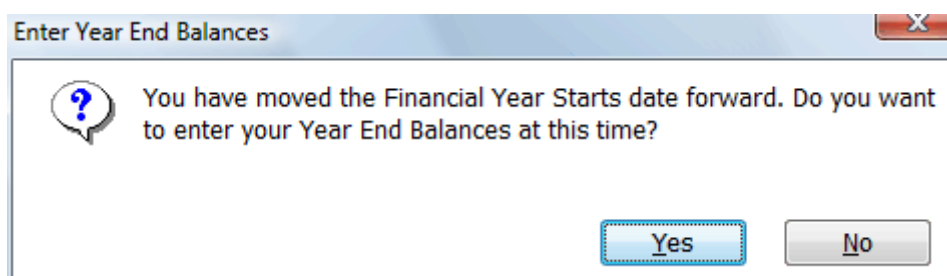 Enter Year End Balances
You have moved the Financial Year Starts date forward. Do you want
to enter your Year End Balances at this time?
Yes No